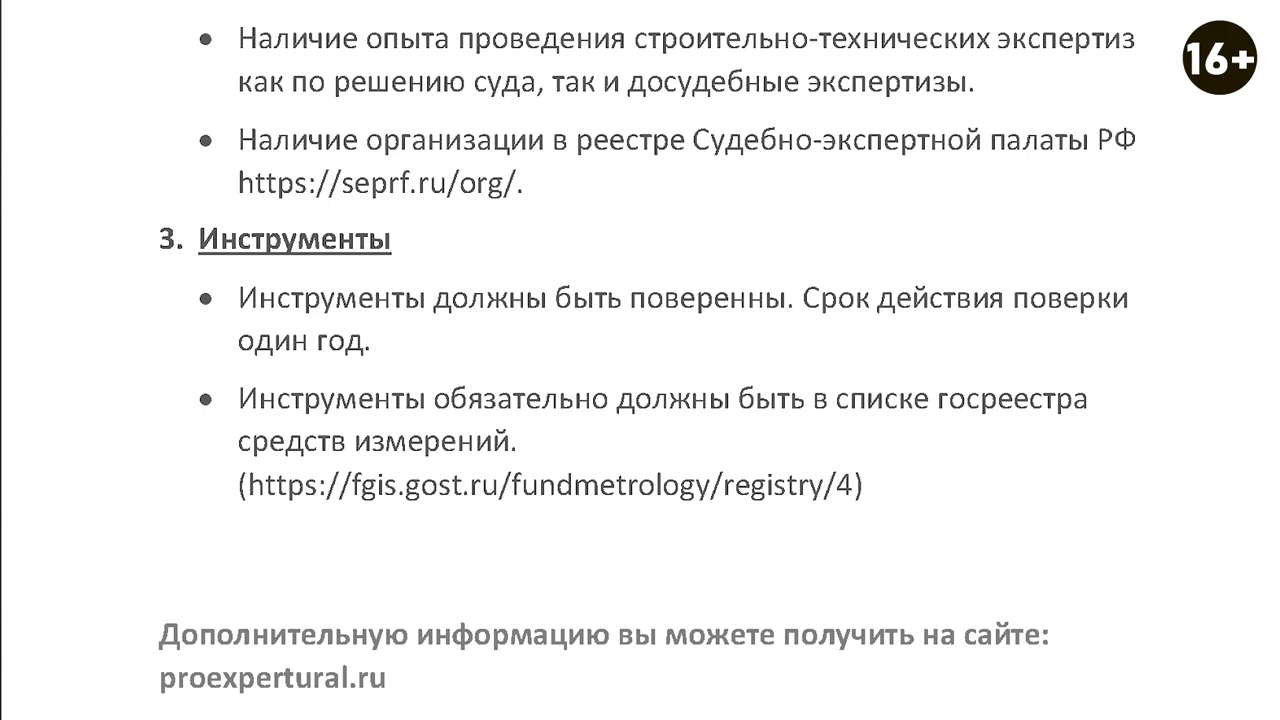 • Наличие опыта проведения строительно-технических экспертиз
как по решению суда, так и досудебные экспертизы.
16+
• Наличие организации в реестре Судебно-экспертной палаты РФ
https://seprf.ru/org/.
3. Инструменты
• Инструменты должны быть поверенны. Срок действия поверки
один год.
• Инструменты обязательно должны быть в списке госреестра
средств измерений.
(https://fgis.gost.ru/fundmetrology/registry/4)
Дополнительную информацию вы можете получить на сайте:
proexpertural.ru